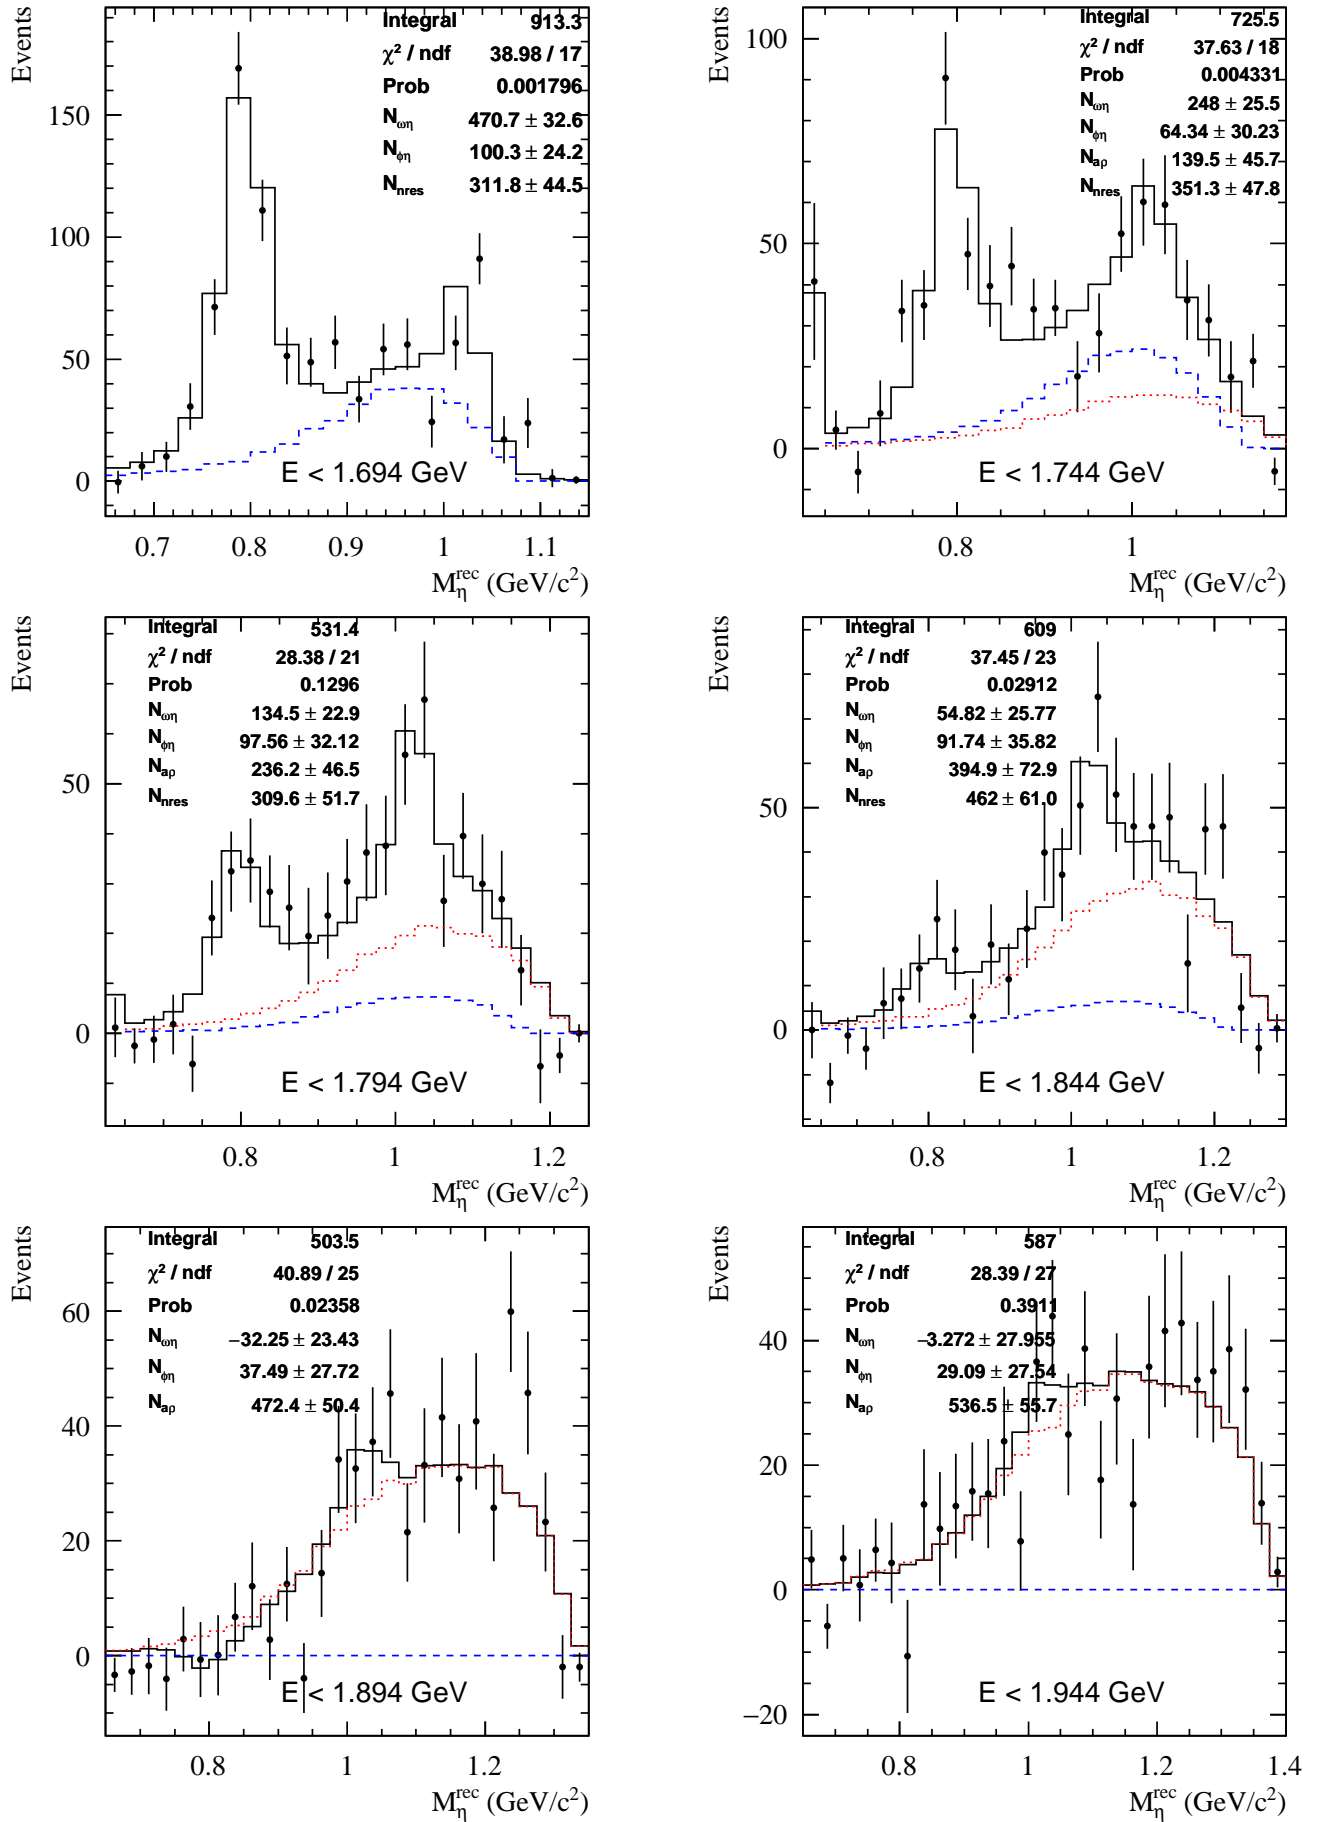 Events
Integral 913.3
χ² / ndf 38.98 / 17
Prob 0.001796
Nωη 470.7 ± 32.6
Nϕη 100.3 ± 24.2
Nnres 311.8 ± 44.5
150
100
50
0
E < 1.694 GeV
0.7 0.8 0.9 1 1.1
Mηrec (GeV/c²)
Events
Integral 725.5
χ² / ndf 37.63 / 18
Prob 0.004331
Nωη 248 ± 25.5
Nϕη 64.34 ± 30.23
Naρ 139.5 ± 45.7
Nnres 351.3 ± 47.8
100
50
0
E < 1.744 GeV
0.8 1
Mηrec (GeV/c²)
Events
Integral 531.4
χ² / ndf 28.38 / 21
Prob 0.1296
Nωη 134.5 ± 22.9
Nϕη 97.56 ± 32.12
Naρ 236.2 ± 46.5
Nnres 309.6 ± 51.7
50
0
E < 1.794 GeV
0.8 1 1.2
Mηrec (GeV/c²)
Events
Integral 609
χ² / ndf 37.45 / 23
Prob 0.02912
Nωη 54.82 ± 25.77
Nϕη 91.74 ± 35.82
Naρ 394.9 ± 72.9
Nnres 462 ± 61.0
50
0
E < 1.844 GeV
0.8 1 1.2
Mηrec (GeV/c²)
Events
Integral 503.5
χ² / ndf 40.89 / 25
Prob 0.02358
Nωη −32.25 ± 23.43
Nϕη 37.49 ± 27.72
Naρ 472.4 ± 50.4
60
40
20
0
E < 1.894 GeV
0.8 1 1.2
Mηrec (GeV/c²)
Events
Integral 587
χ² / ndf 28.39 / 27
Prob 0.3911
Nωη −3.272 ± 27.955
Nϕη 29.09 ± 27.54
Naρ 536.5 ± 55.7
40
20
0
−20
E < 1.944 GeV
0.8 1 1.2 1.4
Mηrec (GeV/c²)